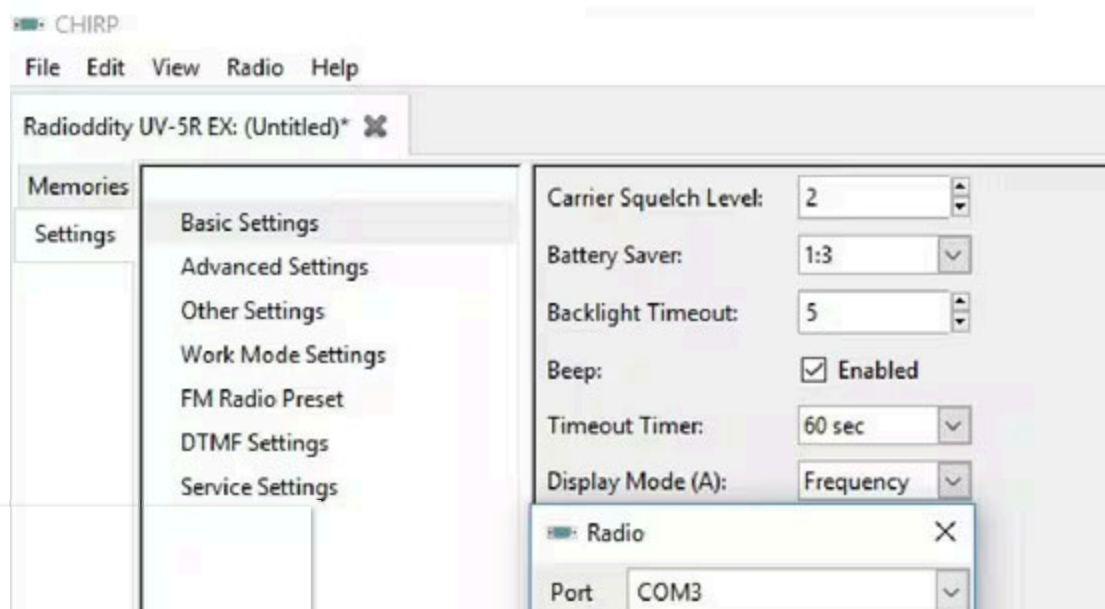 CHIRP
File Edit View Radio Help
Radioddity UV-5R EX: (Untitled)*
Memories
Settings
Basic Settings
Advanced Settings
Other Settings
Work Mode Settings
FM Radio Preset
DTMF Settings
Service Settings
Carrier Squelch Level: 2
Battery Saver: 1:3
Backlight Timeout: 5
Beep: Enabled
Timeout Timer: 60 sec
Display Mode (A): Frequency
Radio
Port COM3